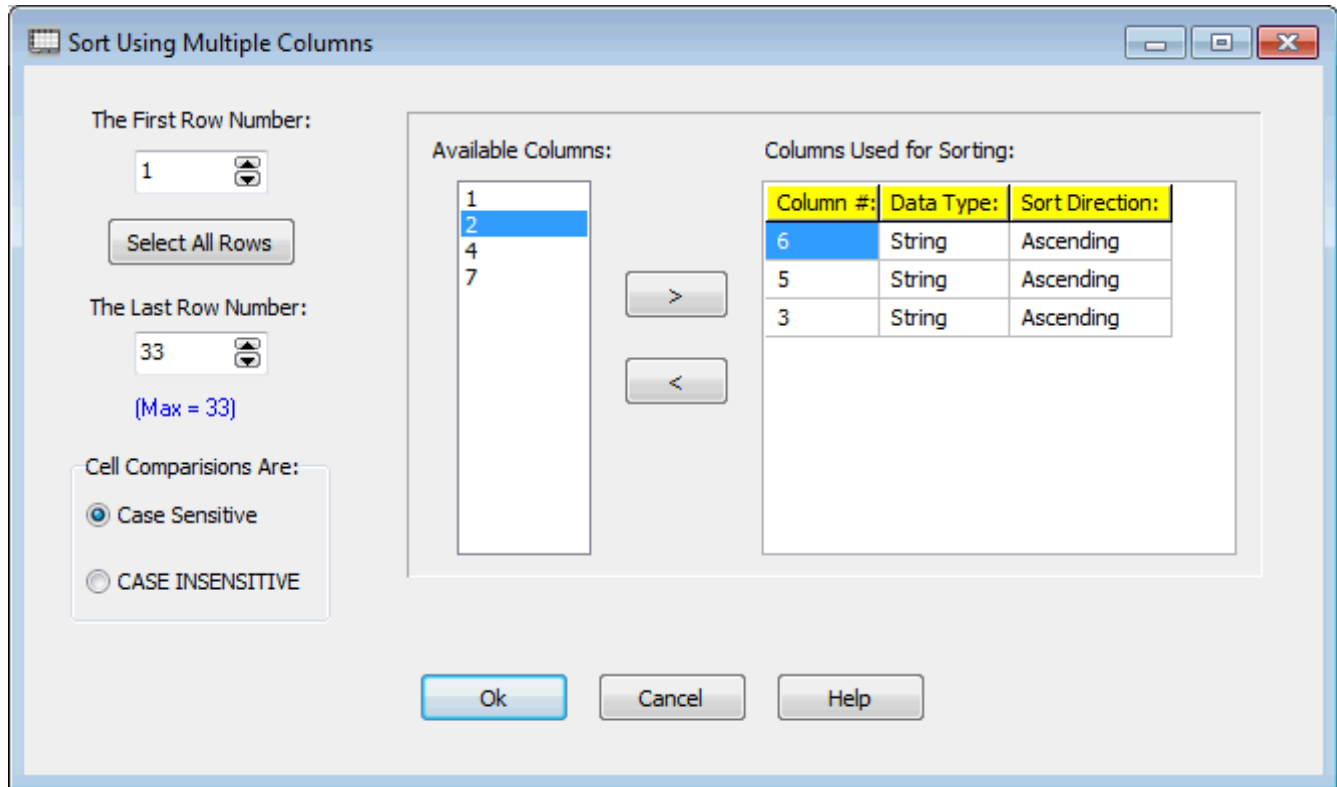 Sort Using Multiple Columns
The First Row Number:
1
Select All Rows
The Last Row Number:
33
(Max = 33)
Cell Comparisions Are:
Case Sensitive
CASE INSENSITIVE
Available Columns:
1
2
4
7
>
<
Columns Used for Sorting:
Column #: Data Type: Sort Direction:
6 String Ascending
5 String Ascending
3 String Ascending
Ok Cancel Help